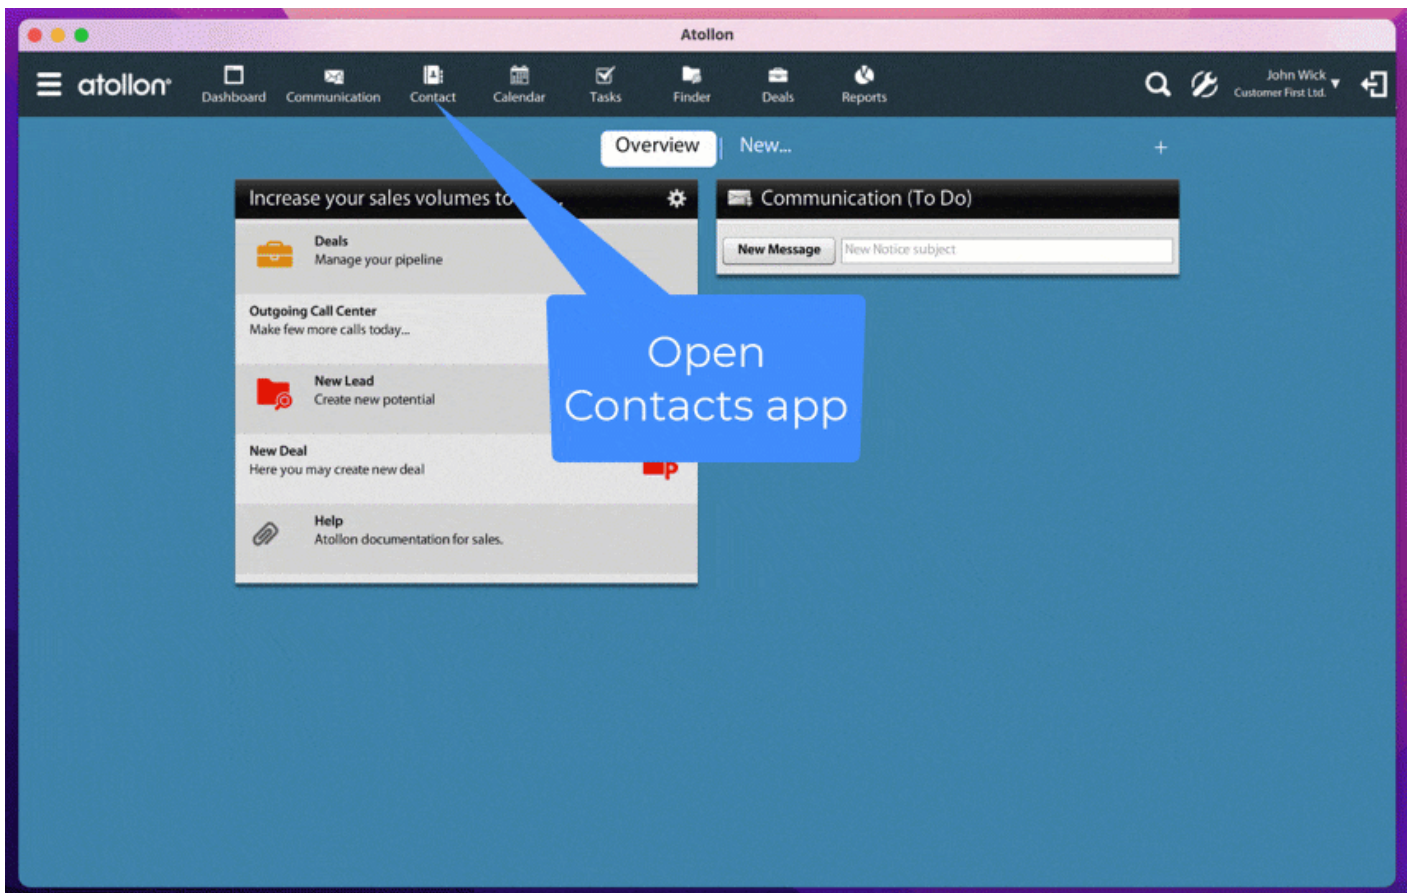 Atollon
atollon
Dashboard
Communication
Contact
Calendar
Tasks
Finder
Deals
Reports
John Wick
Customer First Ltd.
Overview
New...
+
Increase your sales volumes
Communication (To Do)
Deals
Manage your pipeline
New Message
New Notice subject
Outgoing Call Center
Make few more calls today...
Open
Contacts app
New Lead
Create new potential
New Deal
Here you may create new deal
Help
Atollon documentation for sales.